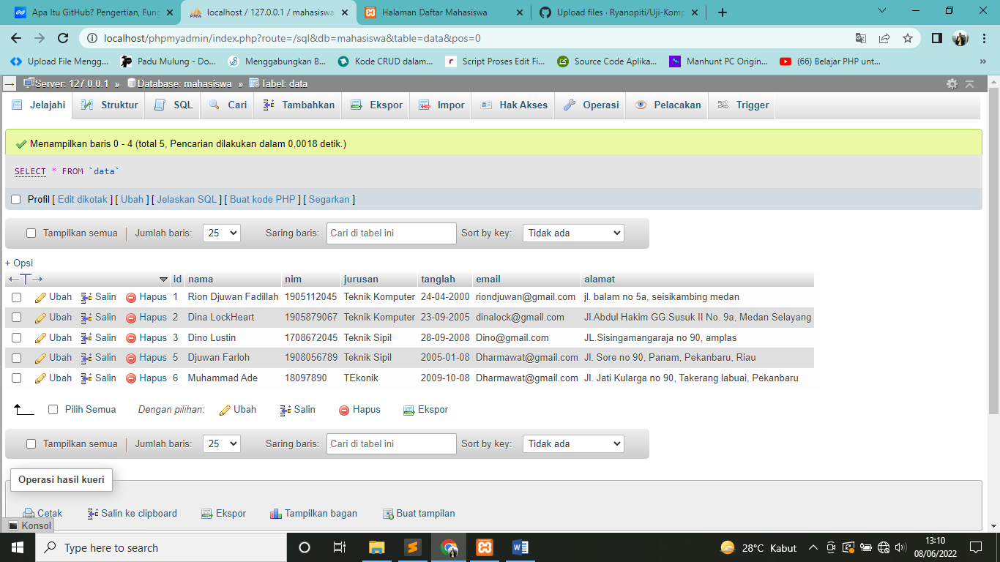 Apa Itu GitHub? Pengertian, Fung
localhost / 127.0.0.1 / mahasiswa
Halaman Daftar Mahasiswa
Upload files · Ryanopiti/Uji-Komp
localhost/phpmyadmin/index.php?route=/sql&db=mahasiswa&table=data&pos=0
Upload File Mengg... Padu Mulung - Do... Menggabungkan B... Kode CRUD dalam... Script Proses Edit Fi... Source Code Aplika... Manhunt PC Origin... (66) Belajar PHP unt... »
Server: 127.0.0.1 » Database: mahasiswa » Tabel: data
Jelajahi Struktur SQL Cari Tambahkan Ekspor Impor Hak Akses Operasi Pelacakan Trigger
Menampilkan baris 0 - 4 (total 5, Pencarian dilakukan dalam 0,0018 detik.)
SELECT * FROM `data`
Profil [ Edit dikotak ] [ Ubah ] [ Jelaskan SQL ] [ Buat kode PHP ] [ Segarkan ]
Tampilkan semua | Jumlah baris: 25 Saring baris: Cari di tabel ini Sort by key: Tidak ada
+ Opsi
←T→ id nama nim jurusan tanglah email alamat
Ubah Salin Hapus 1 Rion Djuwan Fadillah 1905112045 Teknik Komputer 24-04-2000 riondjuwan@gmail.com jl. balam no 5a, seisikambing medan
Ubah Salin Hapus 2 Dina LockHeart 1905879067 Teknik Komputer 23-09-2005 dinalock@gmail.com Jl.Abdul Hakim GG.Susuk II No. 9a, Medan Selayang
Ubah Salin Hapus 3 Dino Lustin 1708672045 Teknik Sipil 28-09-2008 Dino@gmail.com JL.Sisingamangaraja no 90, amplas
Ubah Salin Hapus 5 Djuwan Farloh 1908056789 Teknik Sipil 2005-01-08 Dharmawat@gmail.com Jl. Sore no 90, Panam, Pekanbaru, Riau
Ubah Salin Hapus 6 Muhammad Ade 18097890 TEkonik 2009-10-08 Dharmawat@gmail.com Jl. Jati Kularga no 90, Takerang labuai, Pekanbaru
Pilih Semua Dengan pilihan: Ubah Salin Hapus Ekspor
Tampilkan semua | Jumlah baris: 25 Saring baris: Cari di tabel ini Sort by key: Tidak ada
Operasi hasil kueri
Cetak Salin ke clipboard Ekspor Tampilkan bagan Buat tampilan
Konsol
Type here to search
28°C Kabut
13:10
08/06/2022